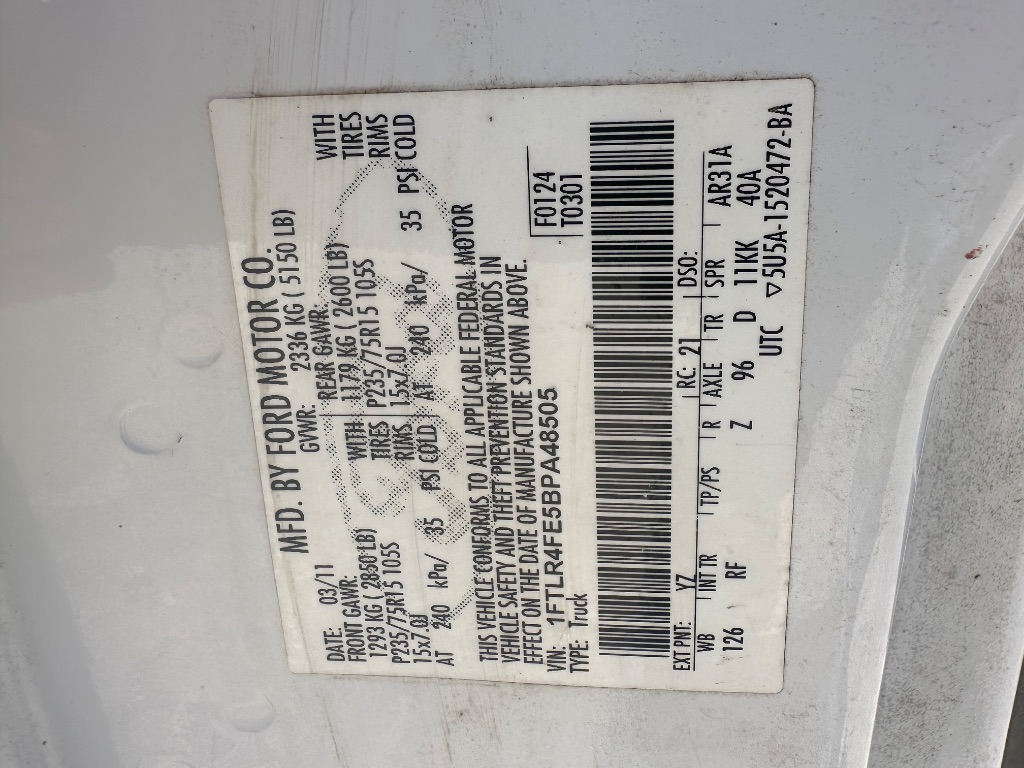 MFD. BY FORD MOTOR CO.
DATE: 03/11 GVWR: 2336 KG ( 5150 LB)
FRONT GAWR: REAR GAWR: WITH
1293 KG ( 2850 LB) WITH 1179 KG ( 2600 LB) TIRES
P235/75R15 105S TIRES P235/75R15 105S RIMS
15x7.0J RIMS 15x7.0J
AT 240 kPa/ 35 PSI COLD AT 240 kPa/ 35 PSI COLD
THIS VEHICLE CONFORMS TO ALL APPLICABLE FEDERAL MOTOR
VEHICLE SAFETY AND THEFT PREVENTION STANDARDS IN
EFFECT ON THE DATE OF MANUFACTURE SHOWN ABOVE.
VIN: 1FTLR4FE5BPA48505 F0124
TYPE: Truck T0301
EXT PNT: YZ RC: 21 DSO:
WB INT TR TP/PS R AXLE TR SPR AR31A
126 RF Z 96 D 11KK 40A
UTC ▽5U5A-1520472-BA